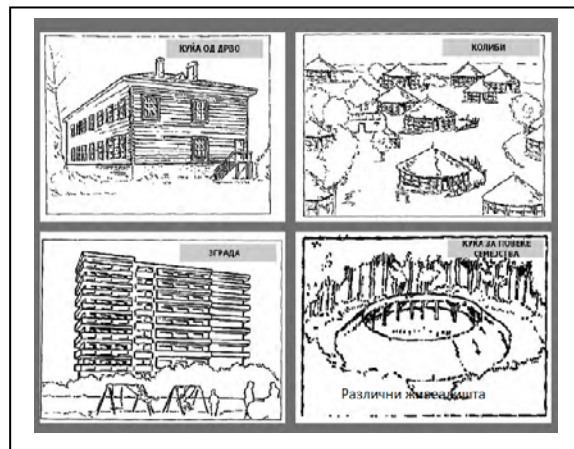 КУЌА ОД ДРВО
КОЛИБИ
ЗГРАДА
КУЌА ЗА ПОВЕЌЕ
СЕМЕЈСТВА
Различни живеалишта